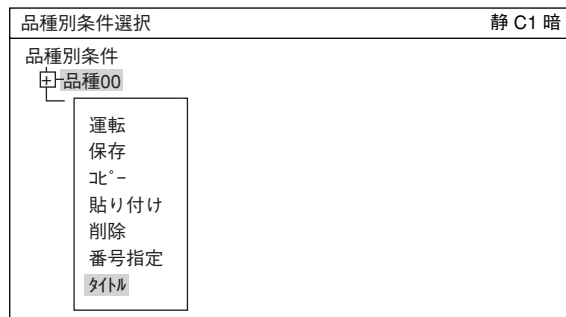 品種別条件選択 静 C1 暗
品種別条件
品種00
運転
保存
ｺﾋﾟｰ
貼り付け
削除
番号指定
ﾀｲﾄﾙ